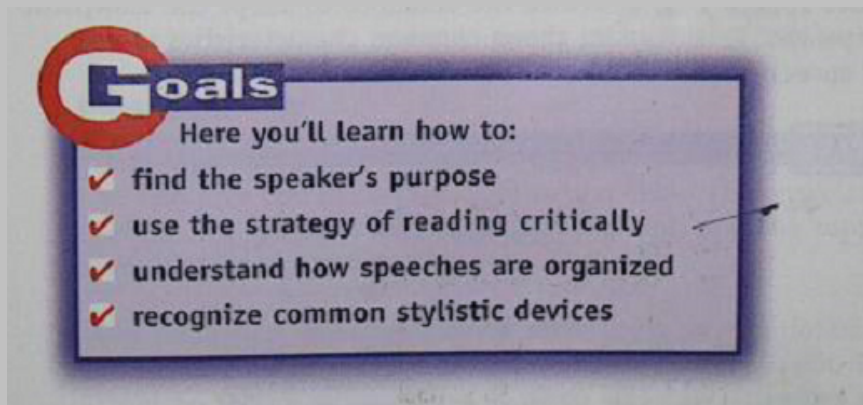 Goals
Here you'll learn how to:
✔ find the speaker's purpose
✔ use the strategy of reading critically
✔ understand how speeches are organized
✔ recognize common stylistic devices